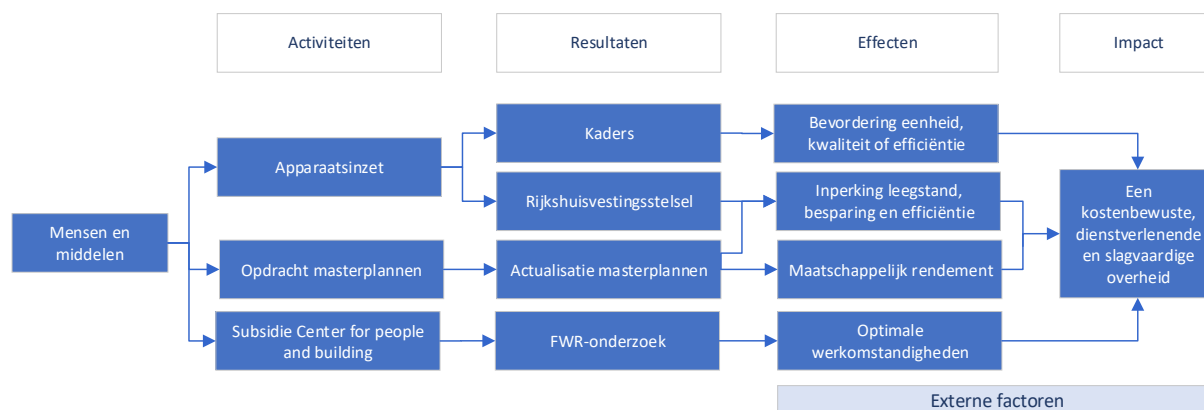 Activiteiten
Resultaten
Effecten
Impact
Mensen en
middelen
Apparaatsinzet
Opdracht masterplannen
Subsidie Center for people
and building
Kaders
Rijkshuisvestingsstelsel
Actualisatie masterplannen
FWR-onderzoek
Bevordering eenheid,
kwaliteit of efficiëntie
Inperking leegstand,
besparing en efficiëntie
Maatschappelijk rendement
Optimale
werkomstandigheden
Een
kostenbewuste,
dienstverlenende
en slagvaardige
overheid
Externe factoren